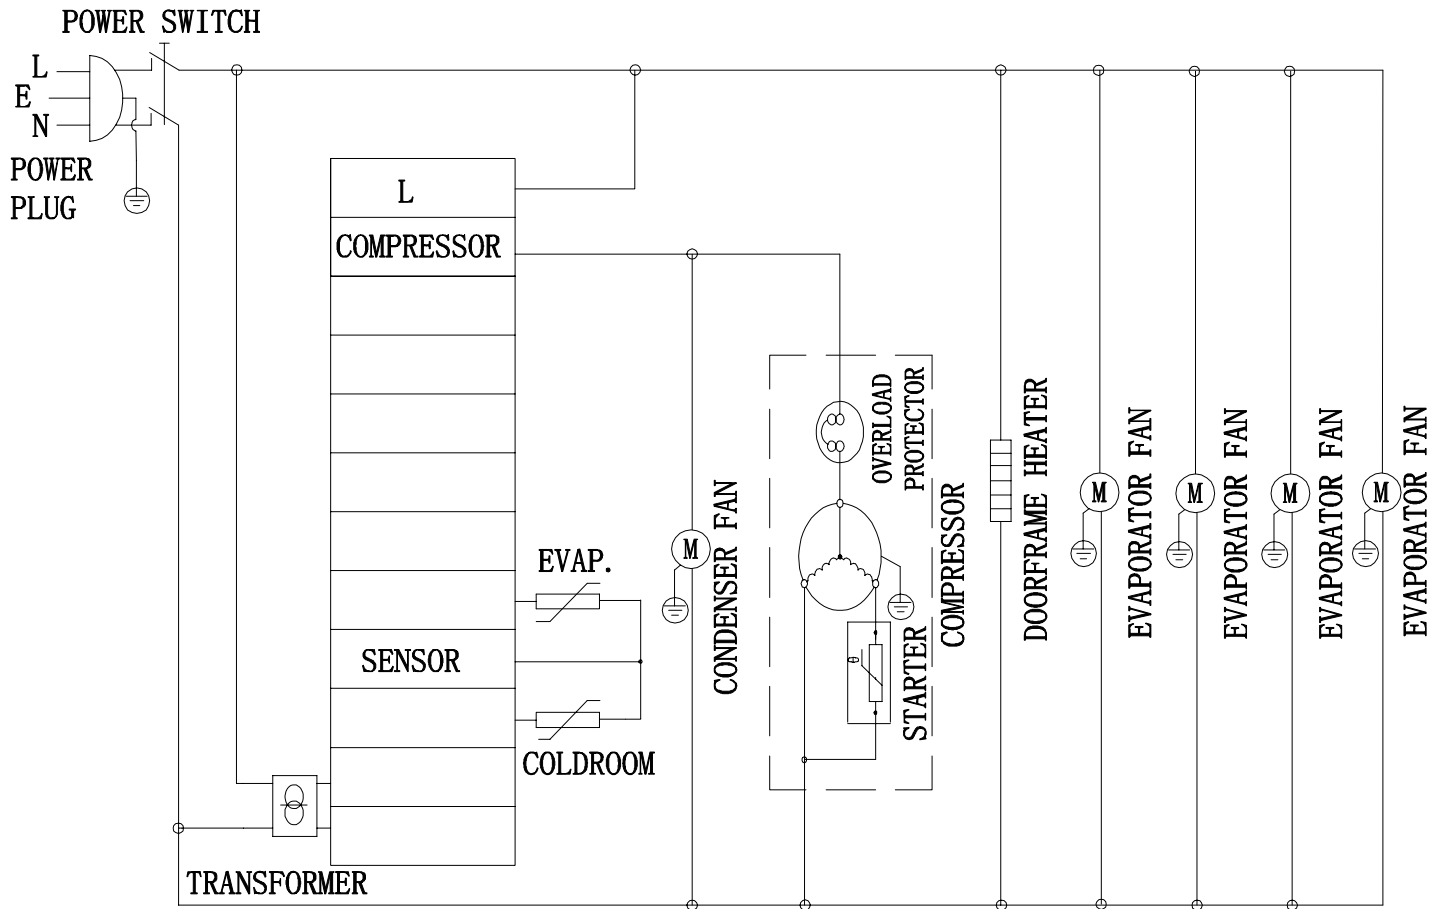 POWER SWITCH
L
E
N
POWER
PLUG
L
COMPRESSOR
SENSOR
EVAP.
COLDROOM
TRANSFORMER
M
CONDENSER FAN
OVERLOAD
PROTECTOR
STARTER
COMPRESSOR
DOORFRAME HEATER
M
EVAPORATOR FAN
M
EVAPORATOR FAN
M
EVAPORATOR FAN
M
EVAPORATOR FAN